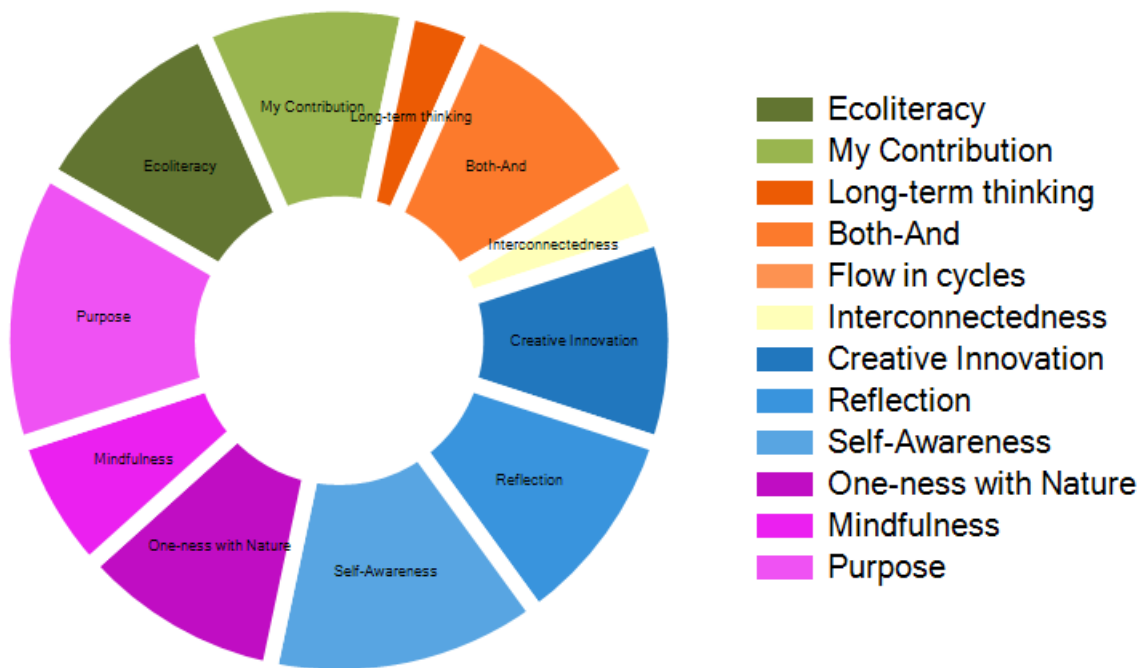 My Contribution
Long-term thinking
Ecoliteracy
Both-And
Interconnectedness
Purpose
Creative Innovation
Mindfulness
Reflection
One-ness with Nature
Self-Awareness
Ecoliteracy
My Contribution
Long-term thinking
Both-And
Flow in cycles
Interconnectedness
Creative Innovation
Reflection
Self-Awareness
One-ness with Nature
Mindfulness
Purpose